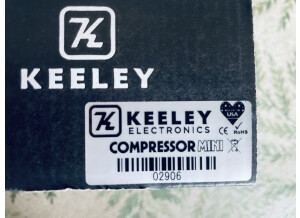 K
KEELEY
K KEELEY
ELECTRONICS
USA
CE RoHS
COMPRESSOR MINI
02906